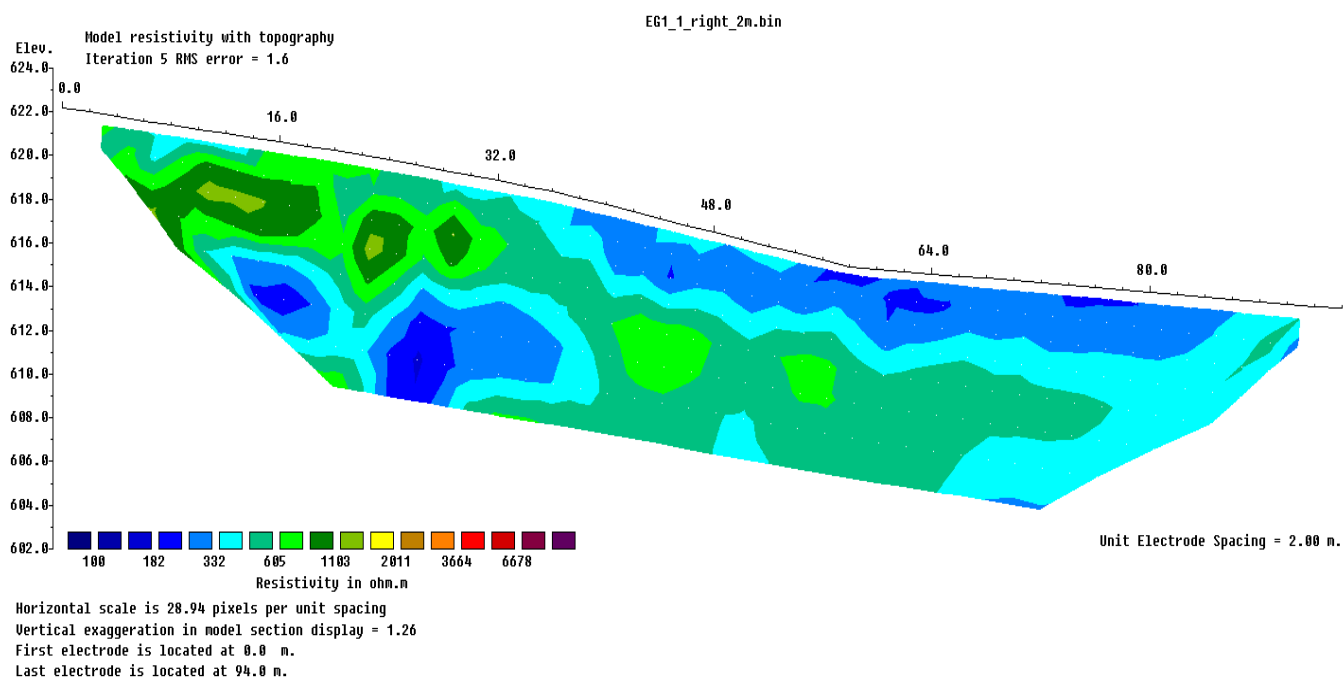 EG1_1_right_2m.bin
Model resistivity with topography
Iteration 5 RMS error = 1.6
Elev.
624.0
0.0
622.0
16.0
620.0
32.0
618.0
48.0
616.0
64.0
614.0
80.0
612.0
610.0
608.0
606.0
604.0
602.0
Unit Electrode Spacing = 2.00 m.
100 182 332 605 1103 2011 3664 6678
Resistivity in ohm.m
Horizontal scale is 28.94 pixels per unit spacing
Vertical exaggeration in model section display = 1.26
First electrode is located at 0.0 m.
Last electrode is located at 94.0 m.